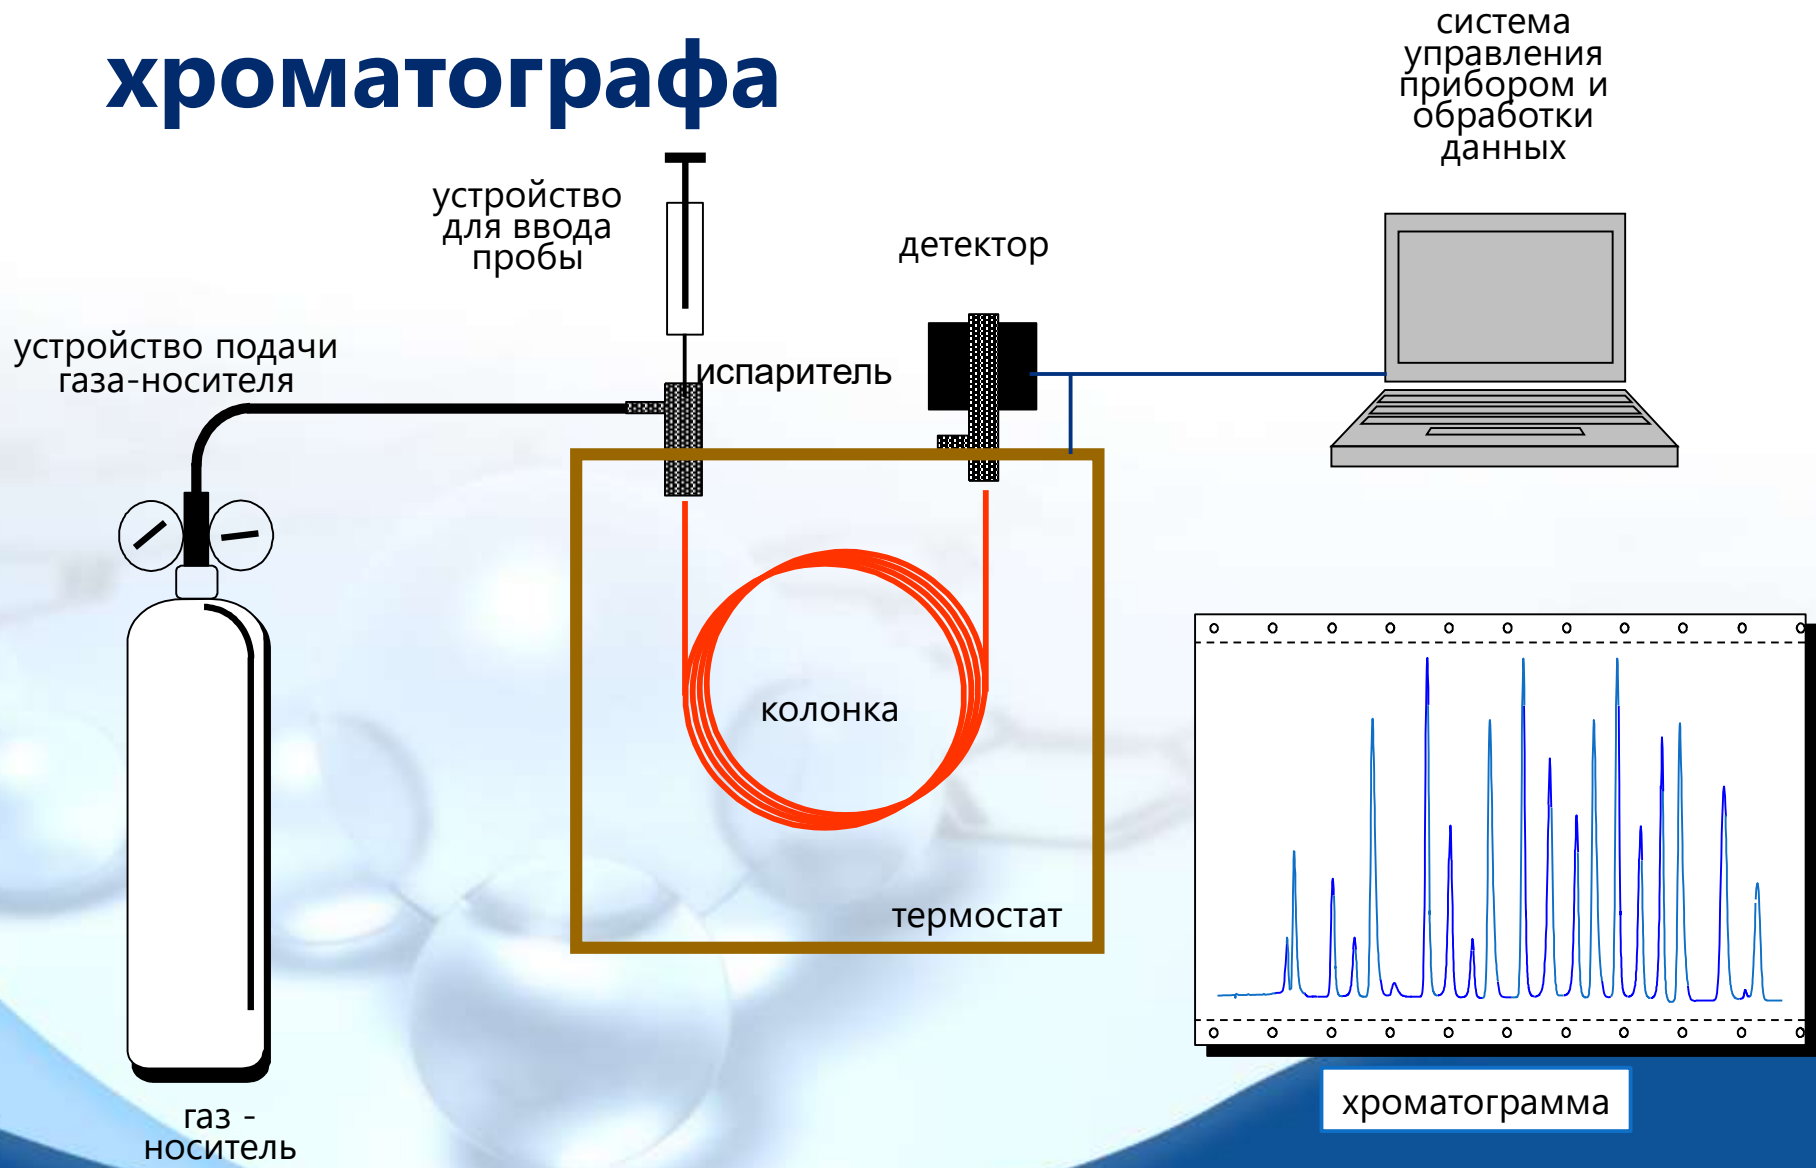 хроматографа
система
управления
прибором и
обработки
данных
устройство
для ввода
пробы
детектор
устройство подачи
газа-носителя
испаритель
колонка
термостат
хроматограмма
газ -
носитель